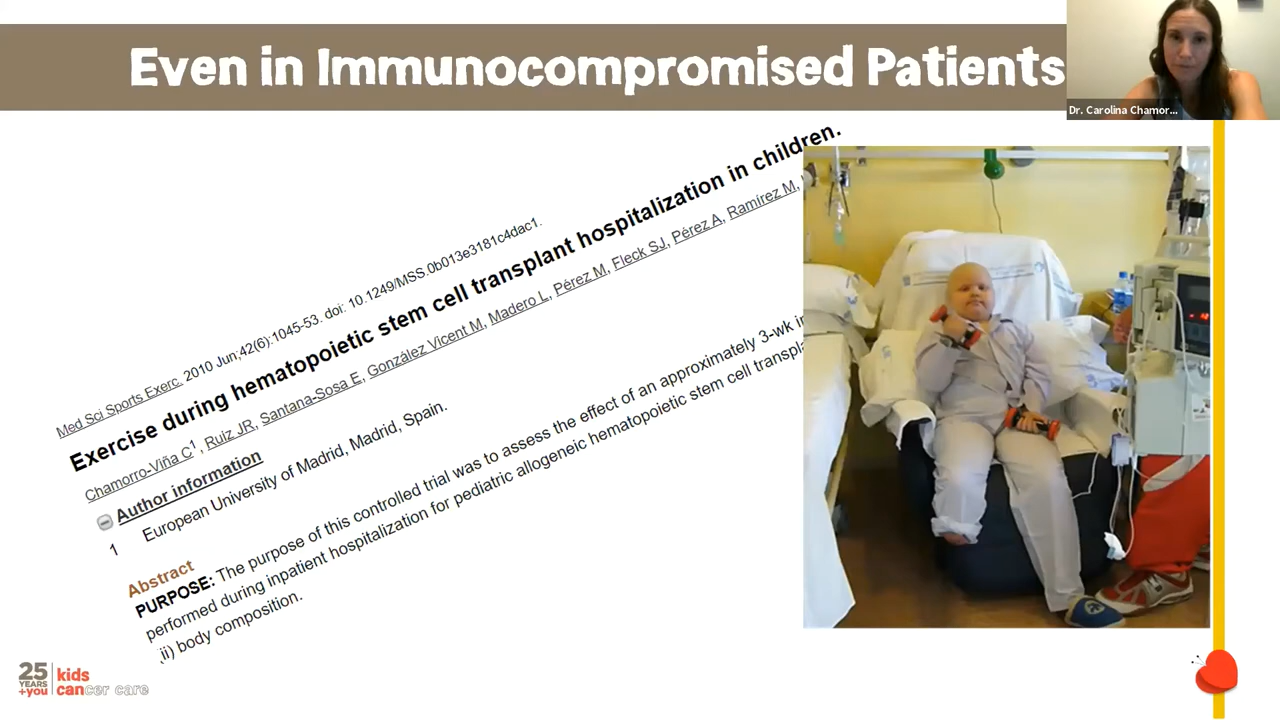 Even in Immunocompromised Patients
Dr. Carolina Chamor...
Med Sci Sports Exerc. 2010 Jun;42(6):1045-53. doi: 10.1249/MSS.0b013e3181c4dac1.
Exercise during hematopoietic stem cell transplant hospitalization in children.
Chamorro-Viña C1, Ruiz JR, Santana-Sosa E, González Vicent M, Madero L, Pérez M, Fleck SJ, Pérez A, Ramírez M,
Author information
1 European University of Madrid, Madrid, Spain.
Abstract
PURPOSE: The purpose of this controlled trial was to assess the effect of an approximately 3-wk
performed during inpatient hospitalization for pediatric allogeneic hematopoietic stem cell
(ii) body composition.
25 YEARS +you
kids cancer care